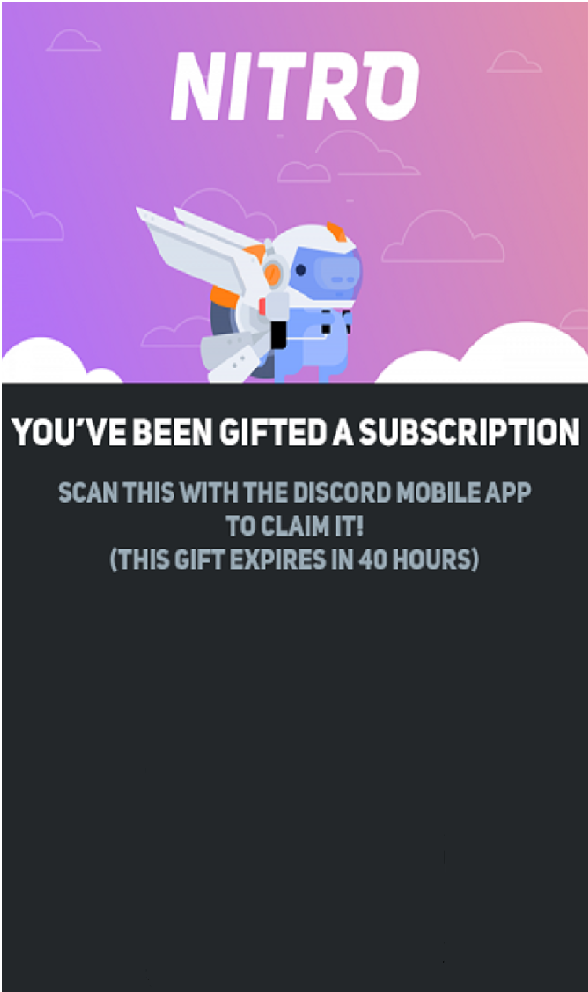 NITRO
YOU'VE BEEN GIFTED A SUBSCRIPTION
SCAN THIS WITH THE DISCORD MOBILE APP
TO CLAIM IT!
(THIS GIFT EXPIRES IN 40 HOURS)